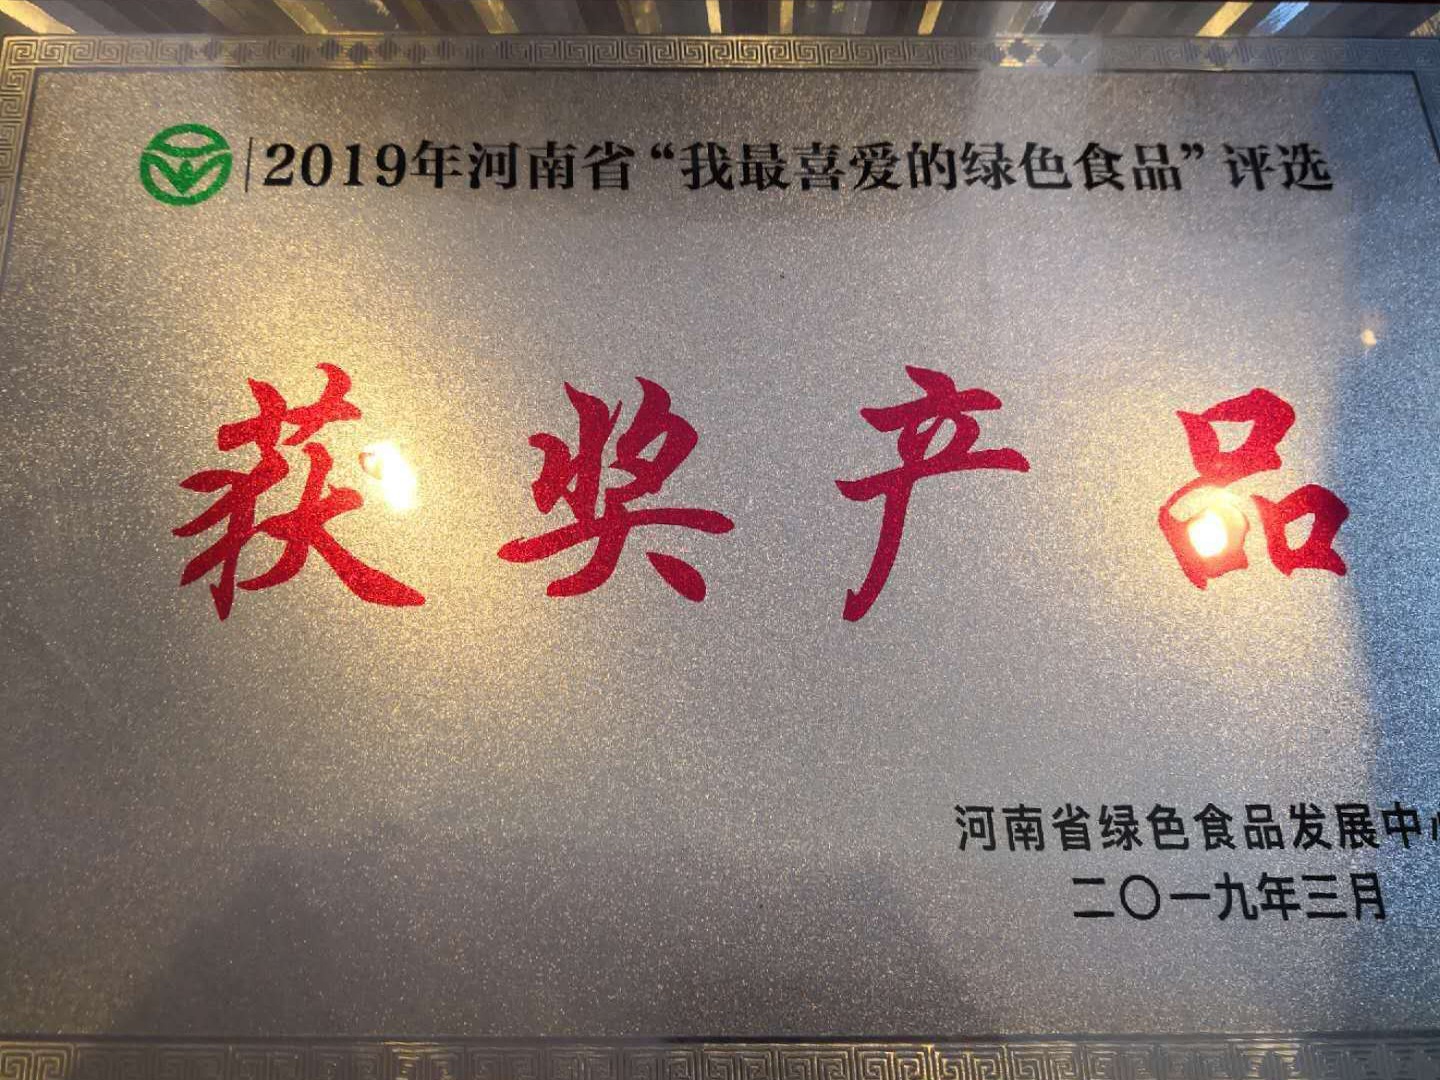 2019年河南省“我最喜爱的绿色食品”评选
获奖产品
河南省绿色食品发展中心
二〇一九年三月